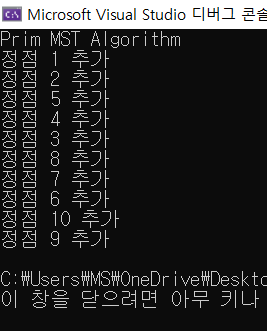 Microsoft Visual Studio 디버그 콘솔
Prim MST Algorithm
정점 1 추가
정점 2 추가
정점 5 추가
정점 4 추가
정점 3 추가
정점 8 추가
정점 7 추가
정점 6 추가
정점 10 추가
정점 9 추가
C:\Users\MS\OneDrive\Deskto
이 창을 닫으려면 아무 키나